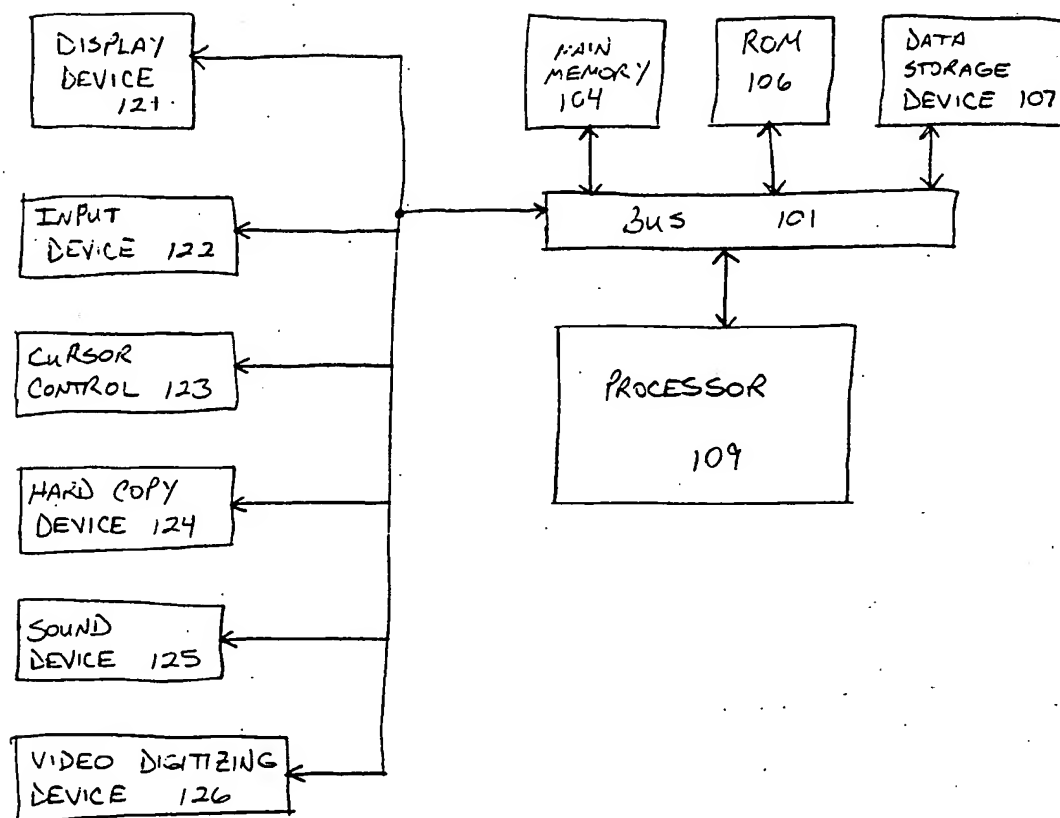 DISPLAY
DEVICE
121
INPUT
DEVICE 122
CURSOR
CONTROL 123
HARD COPY
DEVICE 124
SOUND
DEVICE 125
VIDEO DIGITIZING
DEVICE 126
MAIN
MEMORY
104
ROM
106
DATA
STORAGE
DEVICE 107
BUS 101
PROCESSOR
109